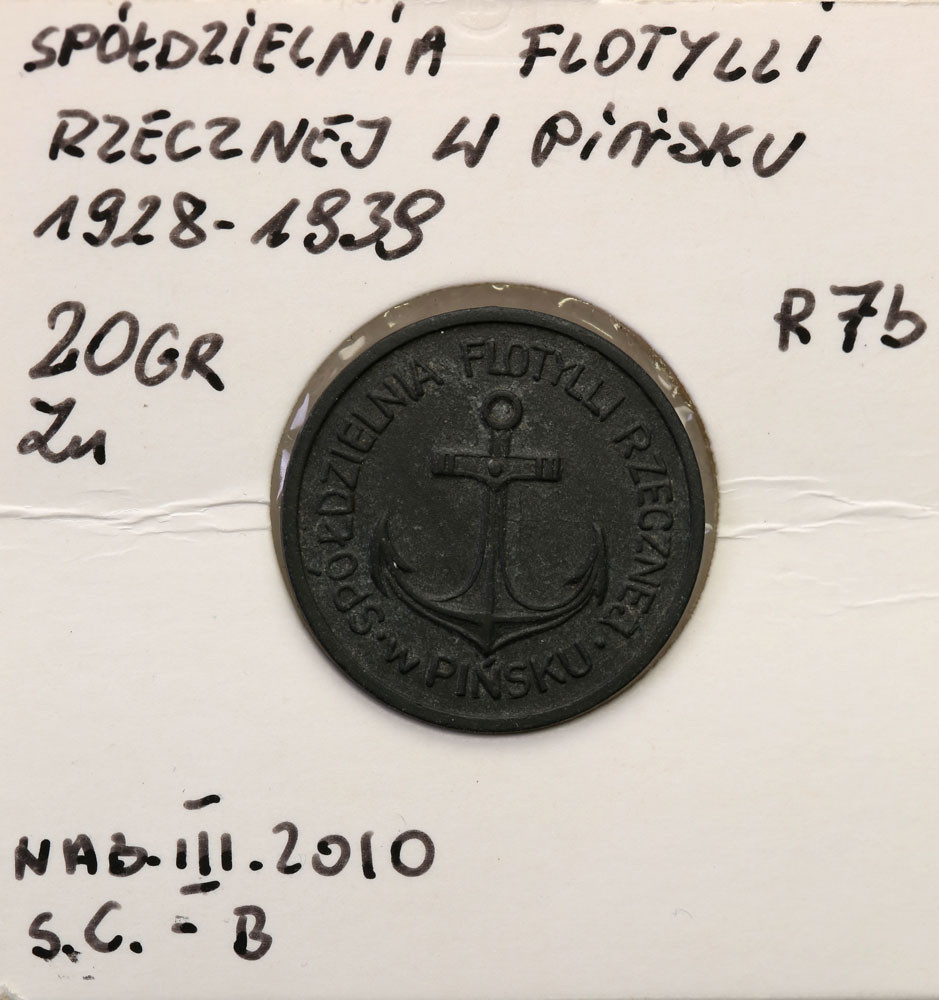 SPÓŁDZIELNIA FLOTYLLI
RZECZNEJ W PIŃSKU
1928-1939
20GR
Zn
R7b
SPÓŁDZIELNIA FLOTYLLI RZECZNEJ
· W PIŃSKU ·
NAB. III. 2010
S.C. - B